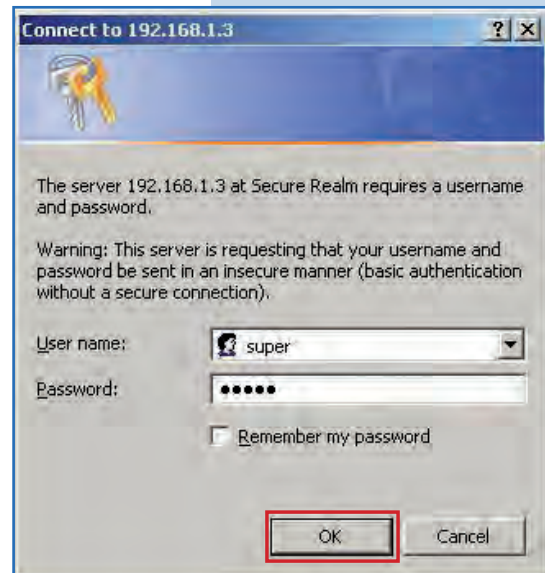 Connect to 192.168.1.3
The server 192.168.1.3 at Secure Realm requires a username
and password.
Warning: This server is requesting that your username and
password be sent in an insecure manner (basic authentication
without a secure connection).
User name:
super
Password:
•••••
Remember my password
OK
Cancel